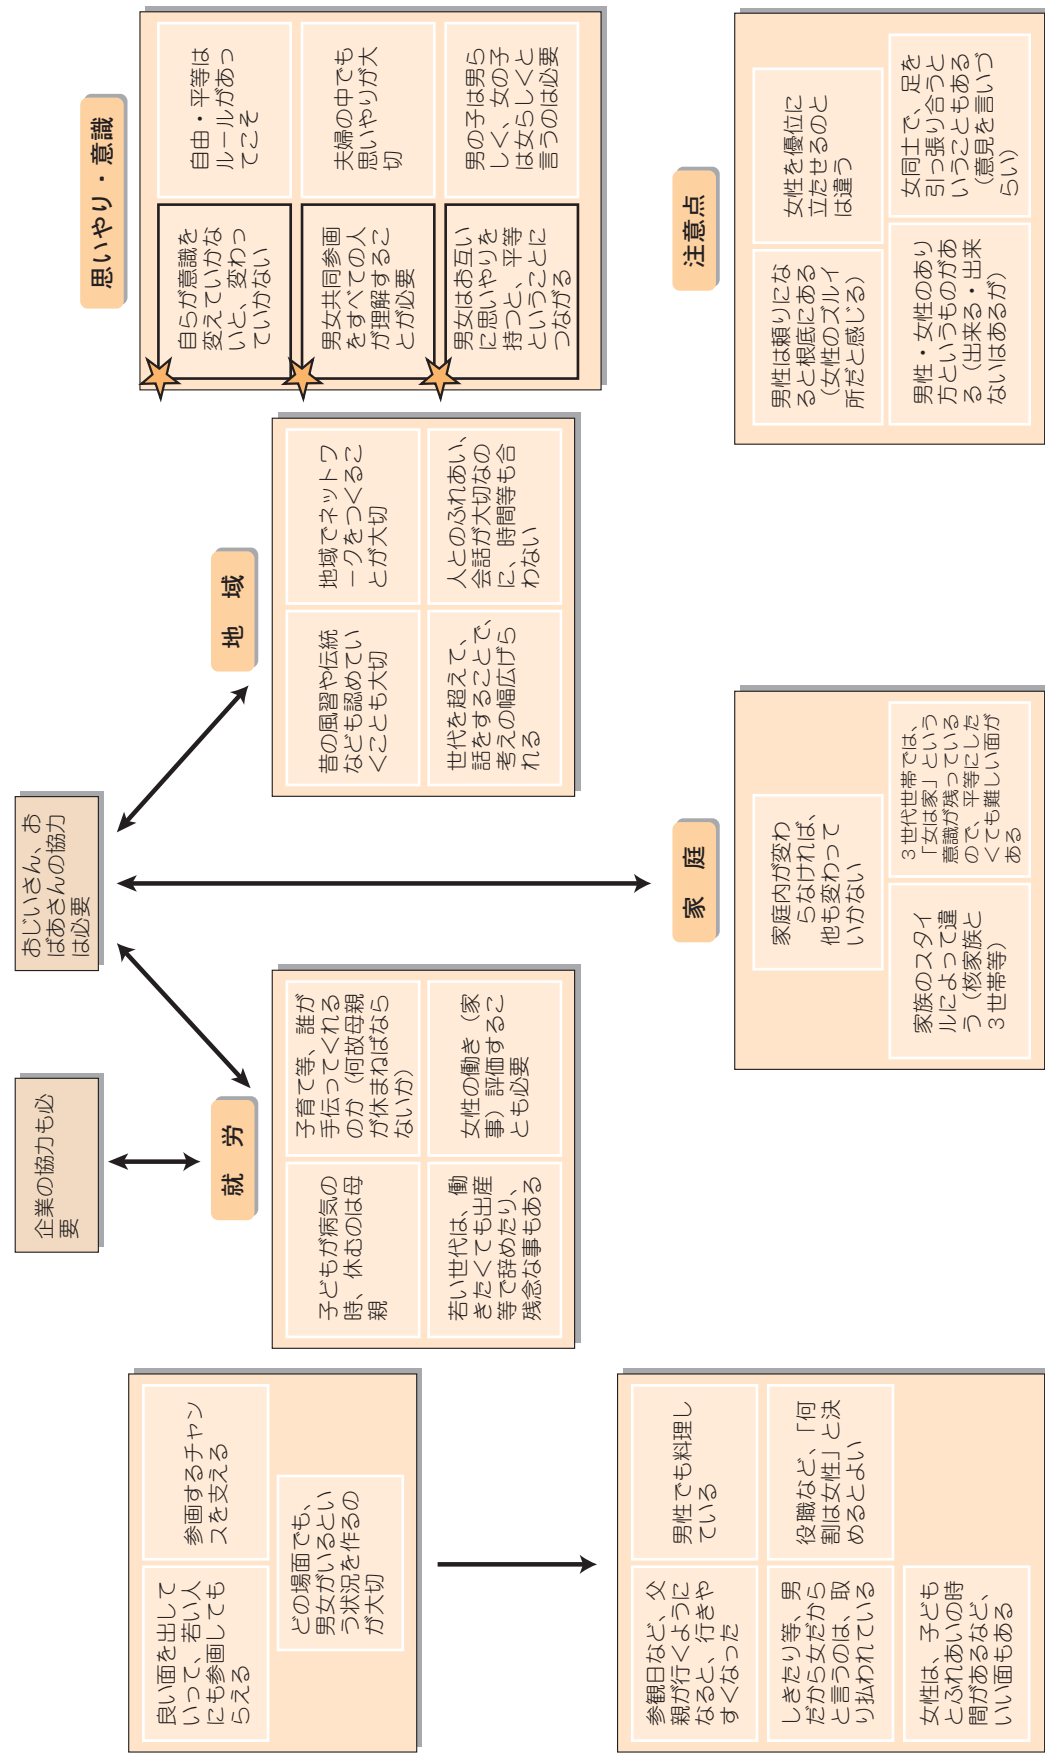 良い面を出して
いって、若い人
にも参画しても
らえる
参画するチャン
スを支える
どの場面でも、
男女がいるとい
う状況を作るの
が大切
参観日など、父
親が行くように
なると、行きや
すくなった
男性でも料理し
ている
しきたり等、男
だから女だから
と言うのは、取
り払われている
役職など、「何
割は女性」と決
めるとよい
女性は、子ども
とふれあいの時
間があるなど、
いい面もある
企業の協力も必
要
おじいさん、お
ばあさんの協力
は必要
就 労
子どもが病気の
時、休むのは母
親
子育て等、誰が
手伝ってくれる
のか（何故母親
が休まねばなら
ないか）
若い世代は、働
きたくても出産
等で辞めたり、
残念な事もある
女性の働き（家
事）評価するこ
とも必要
地 域
昔の風習や伝統
なども認めてい
くことも大切
地域でネットワ
ークをつくるこ
とが大切
世代を超えて、
話をすることで、
考えの幅広げら
れる
人とのふれあい、
会話が大切なの
に、時間等も合
わない
家 庭
家庭内が変わ
らなければ、
他も変わって
いかない
家族のスタイ
ルによって違
う（核家族と
３世帯等）
３世代世帯では、
「女は家」という
意識が残っている
ので、平等にした
くても難しい面が
ある
思いやり・意識
自らが意識を
変えていかな
いと、変わっ
ていかない
自由・平等は
ルールがあっ
てこそ
男女共同参画
をすべての人
が理解するこ
とが必要
夫婦の中でも
思いやりが大
切
男女はお互い
に思いやりを
持つと、平等
ということに
つながる
男の子は男ら
しく、女の子
は女らしくと
言うのは必要
注意点
男性は頼りにな
ると根底にある
（女性のズルイ
所だと感じる）
女性を優位に
立たせるのと
は違う
男性・女性のあり
方というものがあ
る（出来る・出来
ないはあるが）
女同士で、足を
引っ張り合うと
いうこともある
（意見を言いづ
らい）